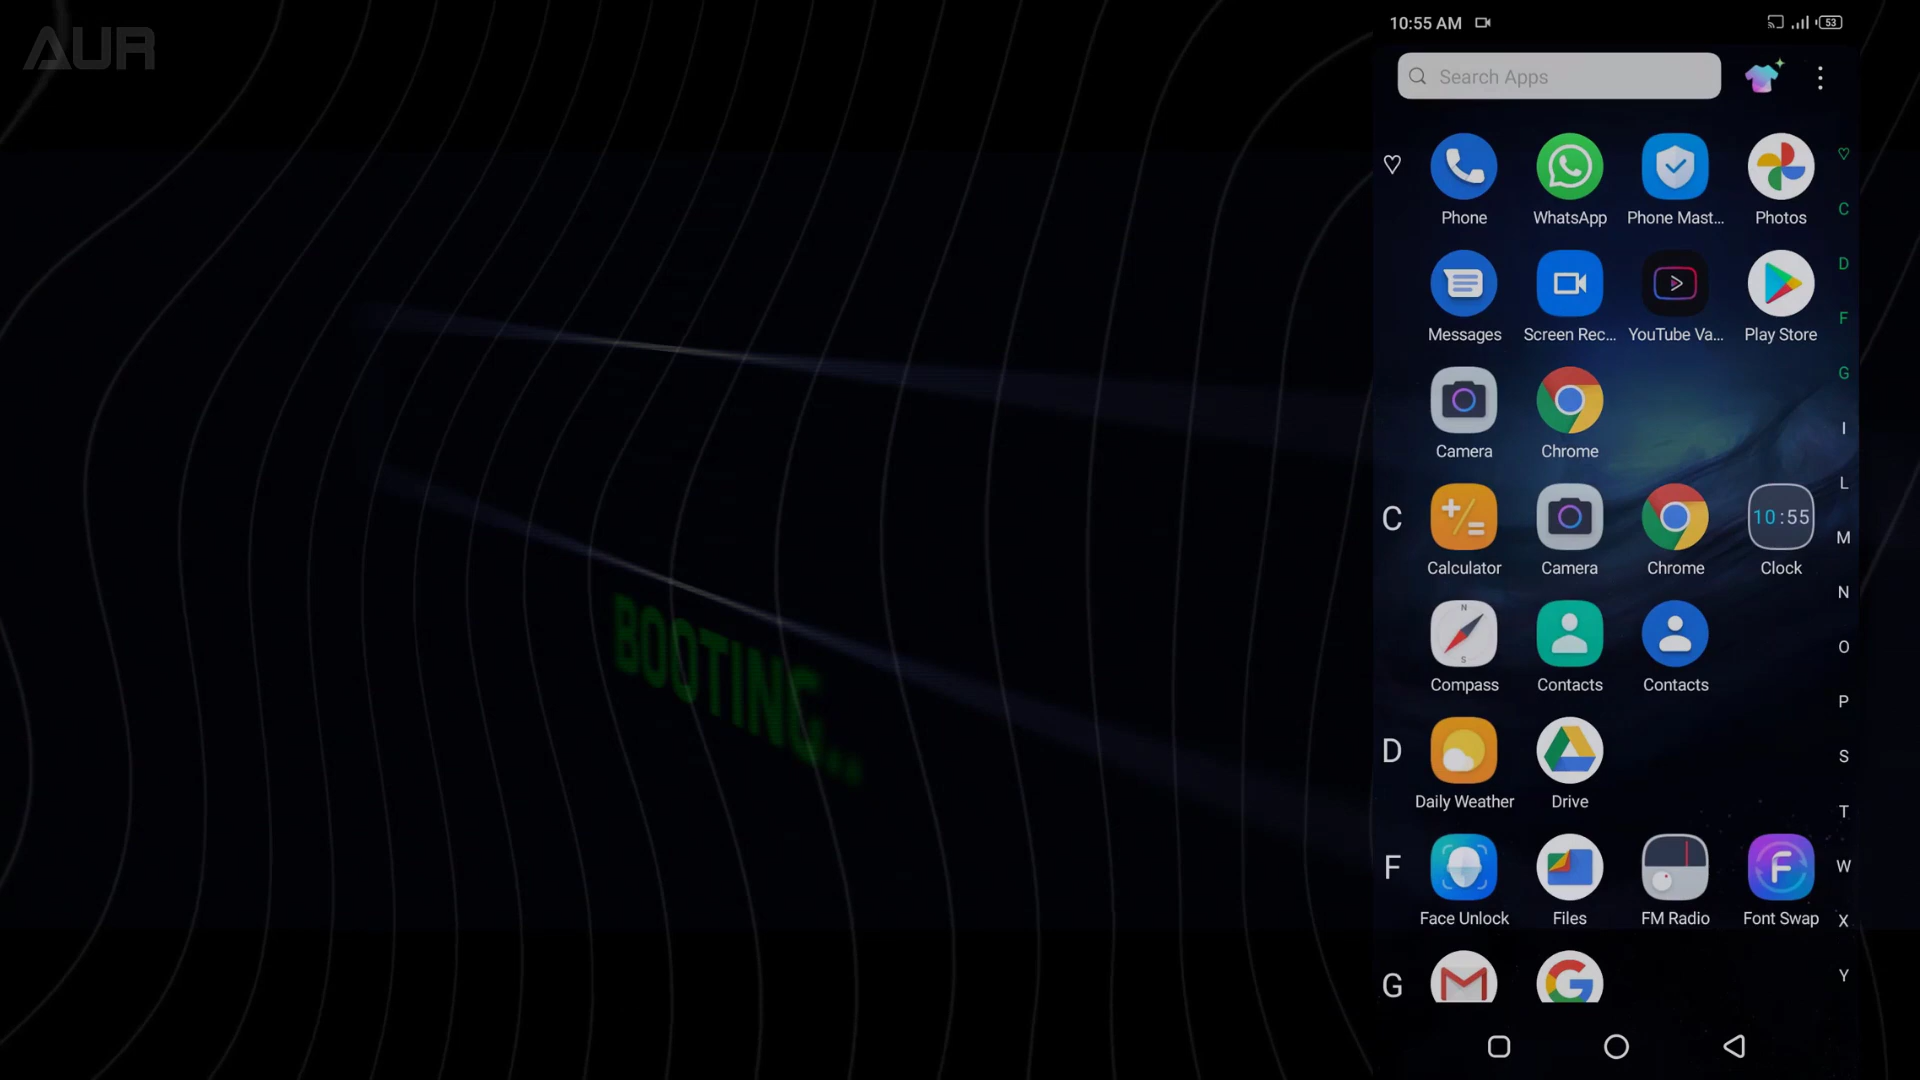 AUR
10:55 AM
53
Search Apps
Phone
WhatsApp
Phone Mast...
Photos
Messages
Screen Rec...
YouTube Va...
Play Store
Camera
Chrome
C
10:55
Calculator
Camera
Chrome
Clock
N
S
Compass
Contacts
Contacts
D
Daily Weather
Drive
F
F
Face Unlock
Files
FM Radio
Font Swap
G
C
D
F
G
I
L
M
N
O
P
S
T
W
X
Y
BOOTING...